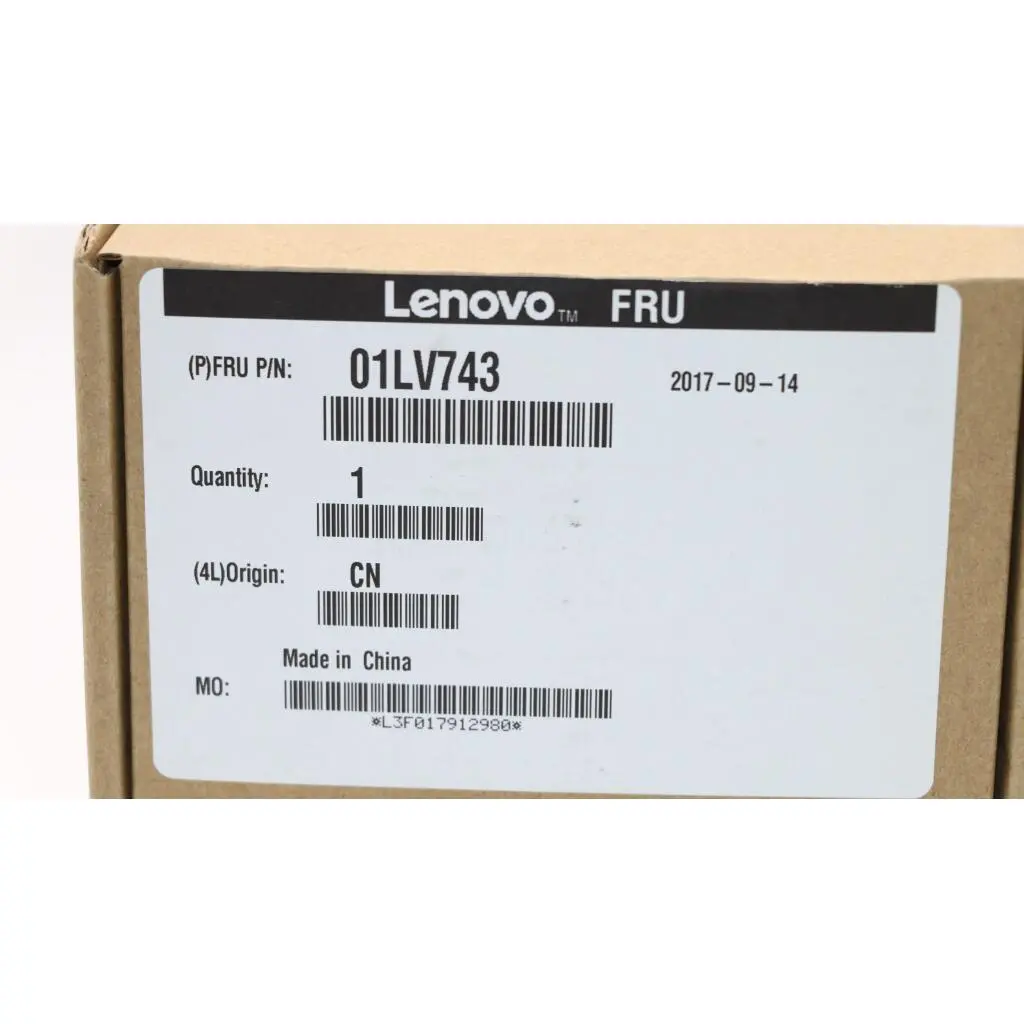 Lenovo™ FRU
(P)FRU P/N: 01LV743 2017-09-14
Quantity: 1
(4L)Origin: CN
Made in China
MO:
*L3F017912980*